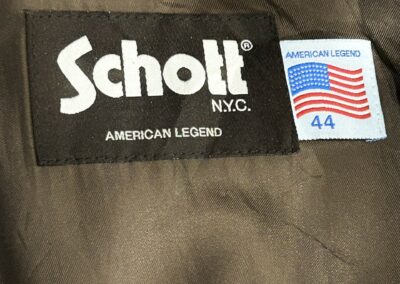 Schott®
N.Y.C.
AMERICAN LEGEND
AMERICAN LEGEND
44